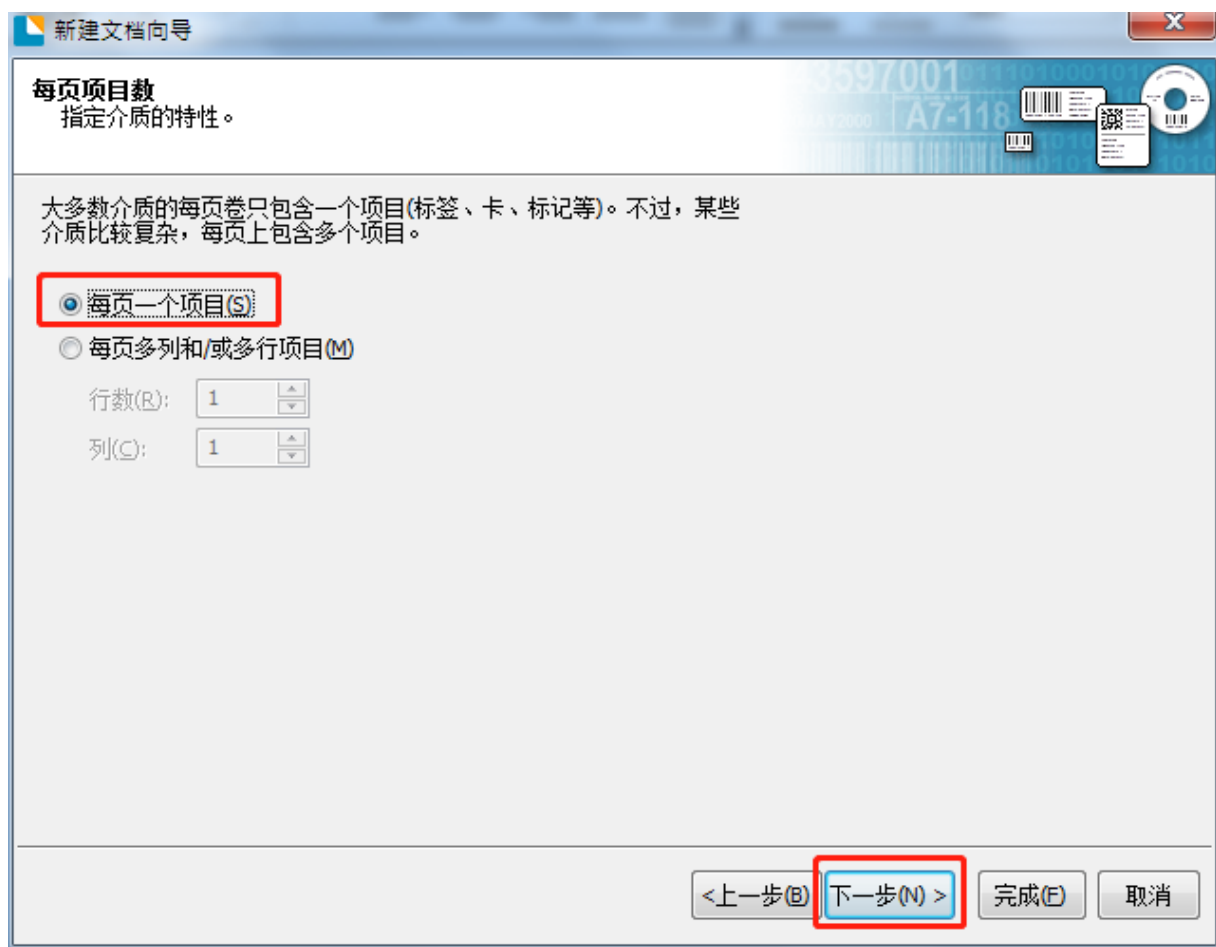 新建文档向导
每页项目数
指定介质的特性。
3597001
A7-118
大多数介质的每页卷只包含一个项目(标签、卡、标记等)。不过，某些
介质比较复杂，每页上包含多个项目。
每页一个项目(S)
每页多列和/或多行项目(M)
行数(R): 1
列(C): 1
<上一步(B) 下一步(N) > 完成(F) 取消